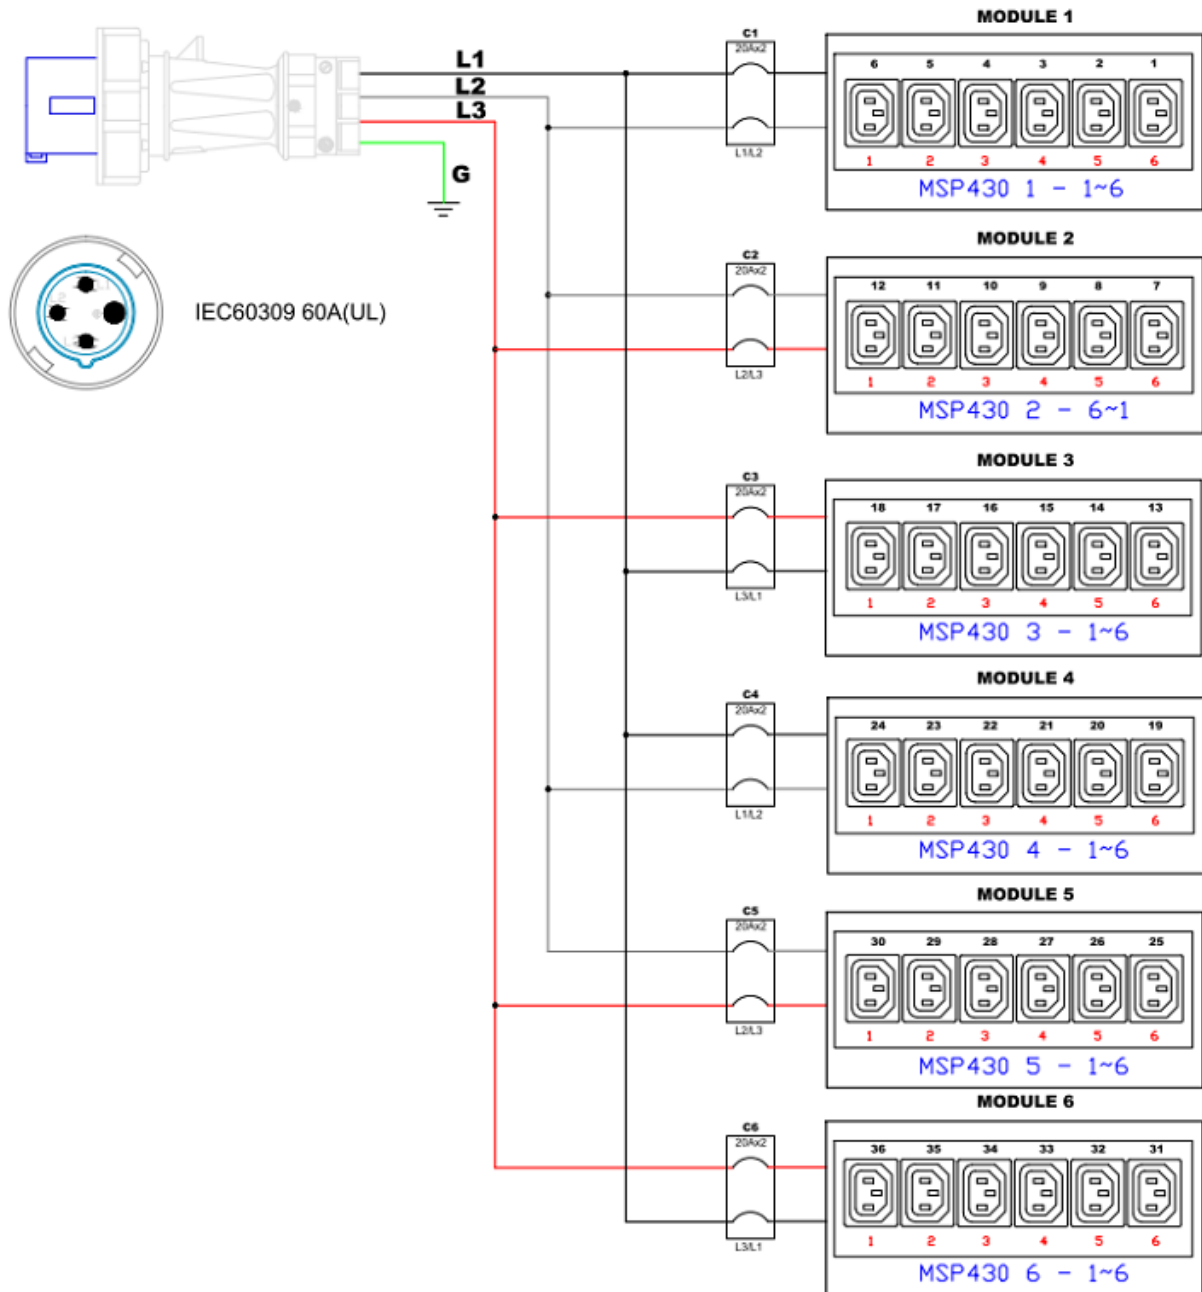 L1
L2
L3
G
IEC60309 60A(UL)
MODULE 1
C1
20Ax2
L1/L2
6 5 4 3 2 1
1 2 3 4 5 6
MSP430 1 - 1~6
MODULE 2
C2
20Ax2
L2/L3
12 11 10 9 8 7
1 2 3 4 5 6
MSP430 2 - 6~1
MODULE 3
C3
20Ax2
L3/L1
18 17 16 15 14 13
1 2 3 4 5 6
MSP430 3 - 1~6
MODULE 4
C4
20Ax2
L1/L2
24 23 22 21 20 19
1 2 3 4 5 6
MSP430 4 - 1~6
MODULE 5
C5
20Ax2
L2/L3
30 29 28 27 26 25
1 2 3 4 5 6
MSP430 5 - 1~6
MODULE 6
C6
20Ax2
L3/L1
36 35 34 33 32 31
1 2 3 4 5 6
MSP430 6 - 1~6